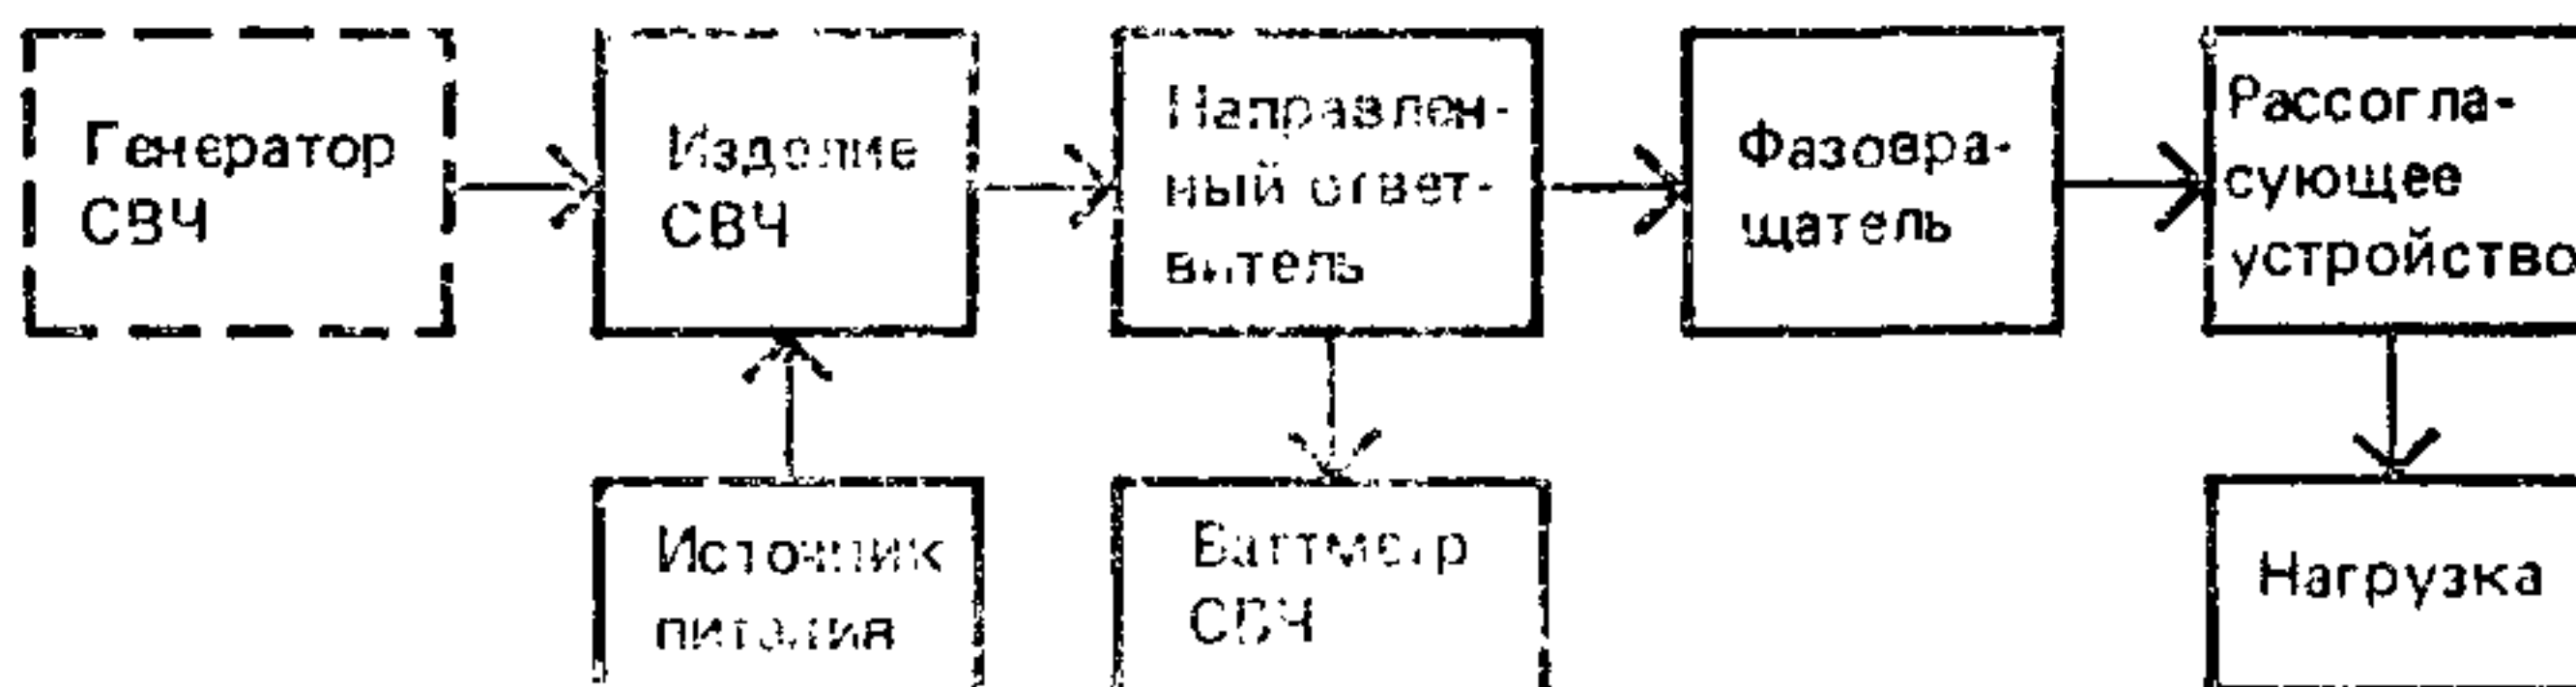 Генератор
СВЧ
Изделие
СВЧ
Направлен-
ный ответ-
витель
Фазовра-
щатель
Рассогла-
сующее
устройство
Источник
питания
Ваттметр
СВЧ
Нагрузка